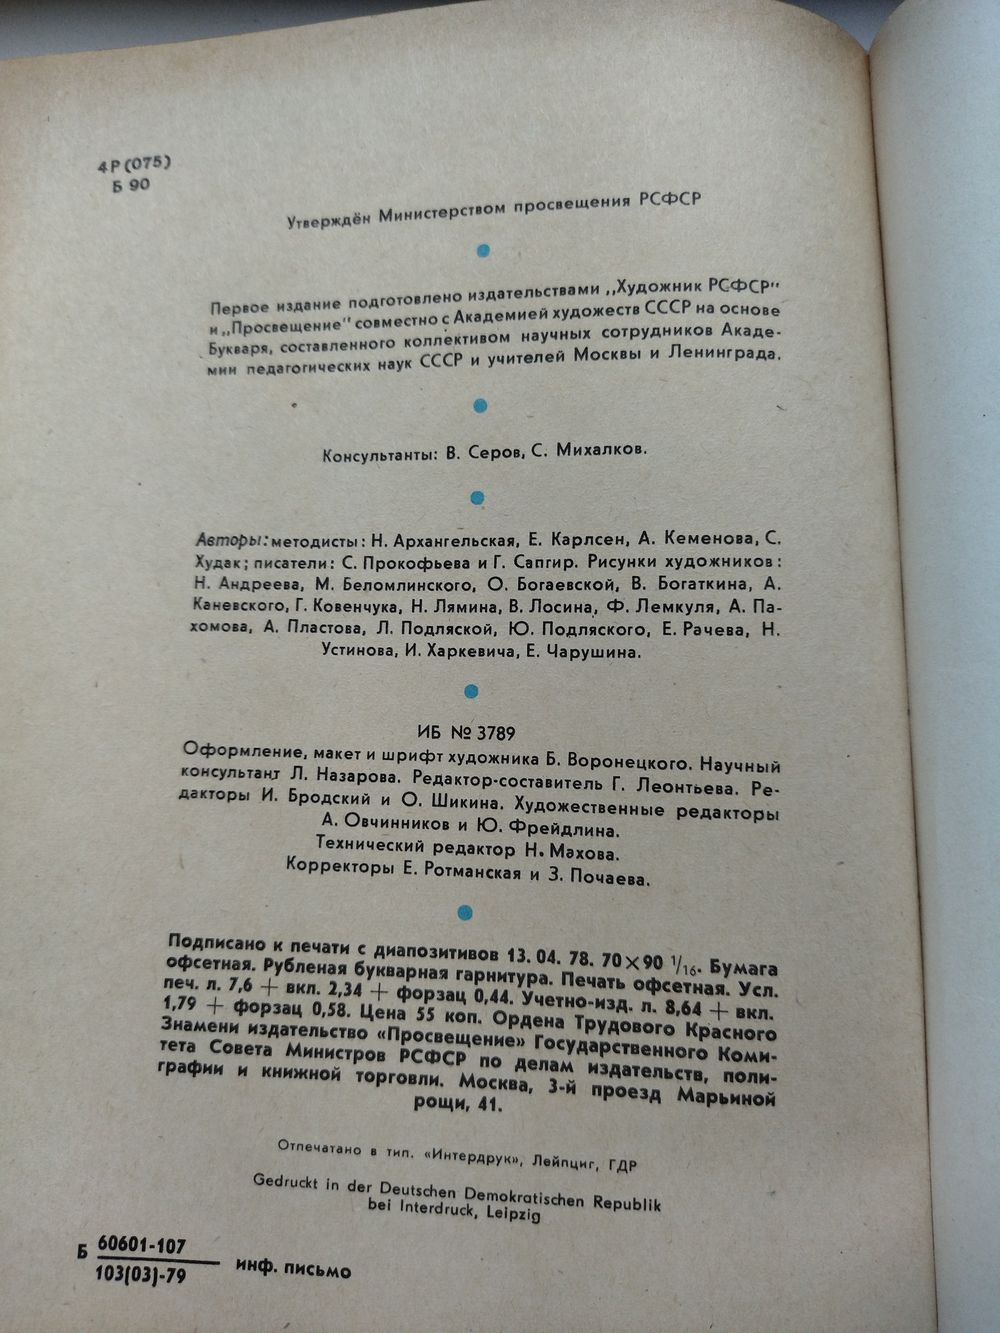 4Р(075)
Б 90
Утверждён Министерством просвещения РСФСР
Первое издание подготовлено издательствами „Художник РСФСР"
и „Просвещение" совместно с Академией художеств СССР на основе
Букваря, составленного коллективом научных сотрудников Акаде-
мии педагогических наук СССР и учителей Москвы и Ленинграда.
Консультанты: В. Серов, С. Михалков.
Авторы: методисты: Н. Архангельская, Е. Карлсен, А. Кеменова, С.
Худак; писатели: С. Прокофьева и Г. Сапгир. Рисунки художников:
Н. Андреева, М. Беломлинского, О. Богаевской, В. Богаткина, А.
Каневского, Г. Ковенчука, Н. Лямина, В. Лосина, Ф. Лемкуля, А. Па-
хомова, А. Пластова, Л. Подляской, Ю. Подляского, Е. Рачева, Н.
Устинова, И. Харкевича, Е. Чарушина.
ИБ № 3789
Оформление, макет и шрифт художника Б. Воронецкого. Научный
консультант Л. Назарова. Редактор-составитель Г. Леонтьева. Ре-
дакторы И. Бродский и О. Шикина. Художественные редакторы
А. Овчинников и Ю. Фрейдлина.
Технический редактор Н. Махова.
Корректоры Е. Ротманская и З. Почаева.
Подписано к печати с диапозитивов 13. 04. 78. 70×90 1/16. Бумага
офсетная. Рубленая букварная гарнитура. Печать офсетная. Усл.
печ. л. 7,6 + вкл. 2,34 + форзац 0,44. Учетно-изд. л. 8,64 + вкл.
1,79 + форзац 0,58. Цена 55 коп. Ордена Трудового Красного
Знамени издательство «Просвещение» Государственного Коми-
тета Совета Министров РСФСР по делам издательств, поли-
графии и книжной торговли. Москва, 3-й проезд Марьиной
рощи, 41.
Отпечатано в тип. «Интердрук», Лейпциг, ГДР
Gedruckt in der Deutschen Demokratischen Republik
bei Interdruck, Leipzig
Б 60601-107
103(03)-79 инф. письмо